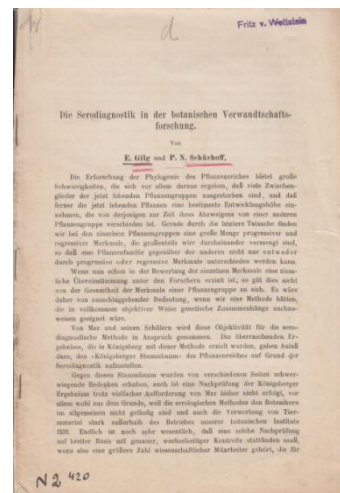 d
Fritz v. Wettstein
Die Serodiagnostik in der botanischen Verwandtschafts-
forschung.
Von
E. Gilg und P. N. Schürhoff.
Die Erforschung der Phylogenie des Pflanzenreiches bietet große
Schwierigkeiten, die sich vor allem daraus ergeben, daß viele Zwischen-
glieder der jetzt lebenden Pflanzengruppen ausgestorben sind, und daß
ferner die jetzt lebenden Pflanzen eine bestimmte Entwicklungshöhe ein-
nehmen, die von derjenigen zur Zeit ihres Abzweigens von einer anderen
Pflanzengruppe verschieden ist. Gerade durch die letztere Tatsache finden
wir bei den einzelnen Pflanzengruppen eine große Menge progressiver und
regressiver Merkmale, die großenteils wirr durcheinander vermengt sind,
so daß eine Pflanzenfamilie gegenüber der anderen nicht nur entweder
durch progressive oder regressive Merkmale unterschieden werden kann.
Wenn nun schon in der Bewertung der einzelnen Merkmale eine ziem-
liche Übereinstimmung unter den Forschern erzielt ist, so gilt dies nicht
von der Gesamtheit der Merkmale einer Pflanzengruppe an sich. Es wäre
daher von ausschlaggebender Bedeutung, wenn wir eine Methode hätten,
die in vollkommen objektiver Weise genetische Zusammenhänge nachzu-
weisen geeignet wäre.
Von Mez und seinen Schülern wird diese Objektivität für die sero-
diagnostische Methode in Anspruch genommen. Die überraschenden Er-
gebnisse, die in Königsberg mit dieser Methode erzielt wurden, gaben Anlaß
dazu, den «Königsberger Stammbaum» des Pflanzenreiches auf Grund der
Serodiagnostik aufzustellen.
Gegen diesen Stammbaum wurden von verschiedenen Seiten schwer-
wiegende Bedenken erhoben, auch ist eine Nachprüfung der Königsberger
Ergebnisse trotz vielfacher Aufforderung von Mez bisher nicht erfolgt, vor
allem wohl aus dem Grunde, weil die serologischen Methoden den Botanikern
im allgemeinen nicht geläufig sind und auch die Verwertung von Tier-
material stark außerhalb des Betriebes unserer botanischen Institute
fällt. Endlich ist noch sehr wesentlich, daß eine solche Nachprüfung
auf breiter Basis mit genauer, wechselseitiger Kontrolle stattfinden muß,
wozu eine größere Zahl wissenschaftlicher Mitarbeiter gehört, die für
N2 420